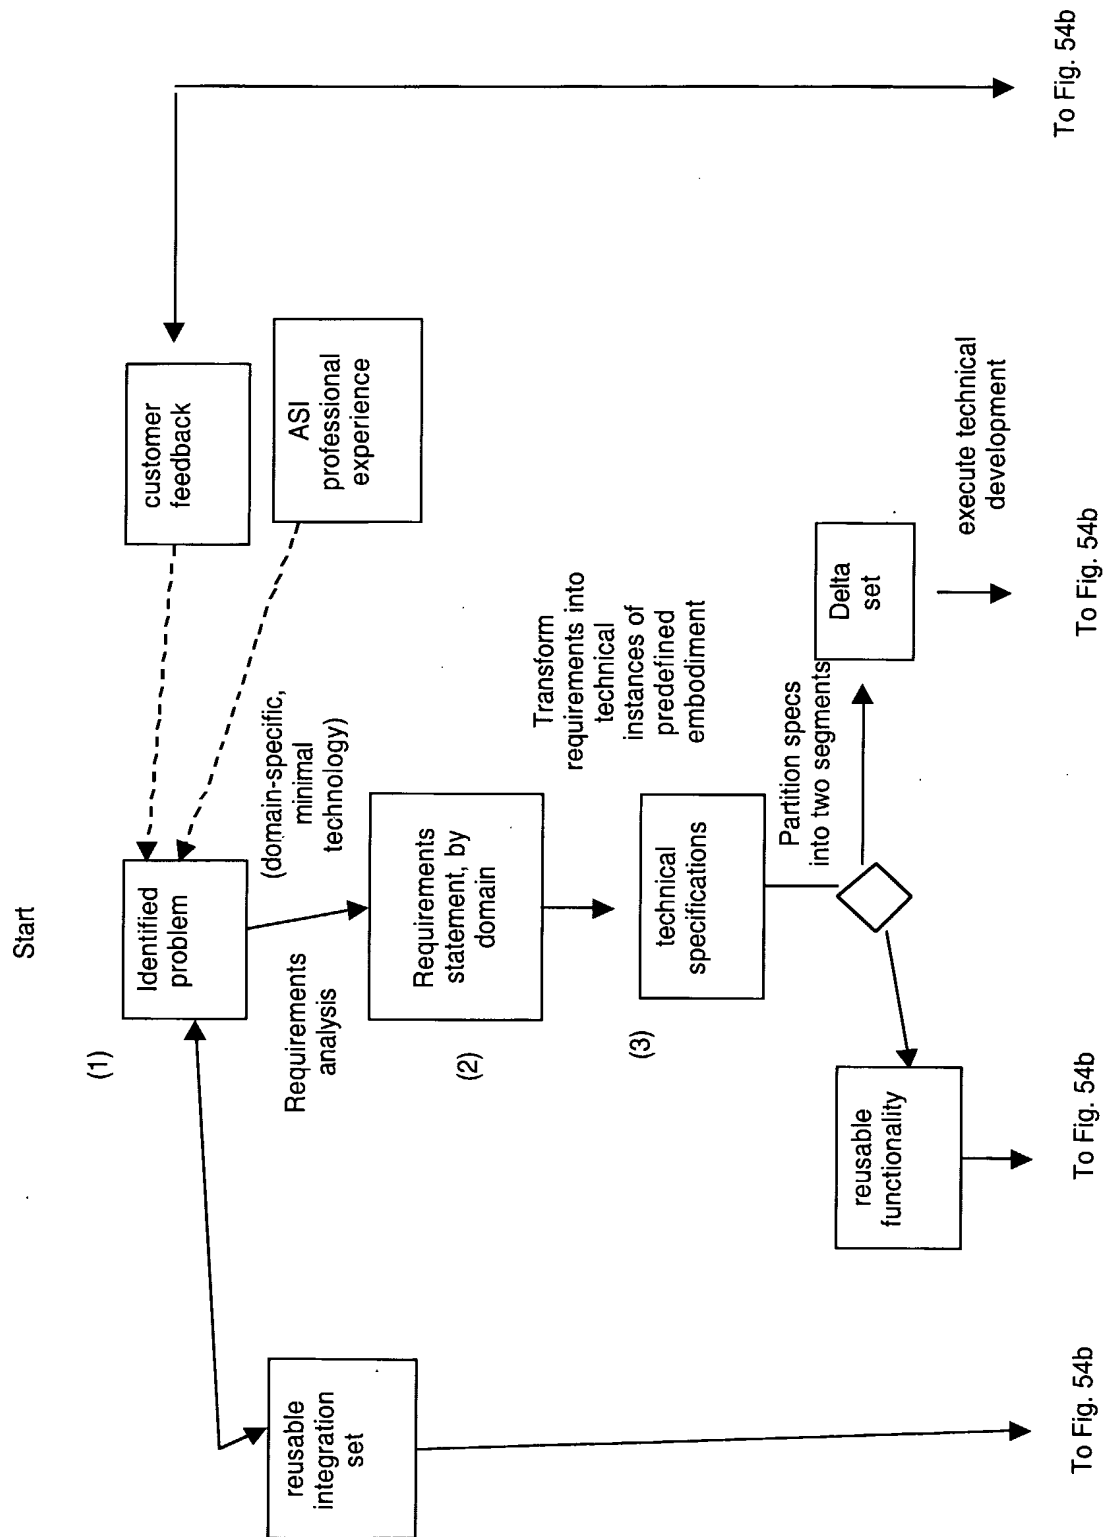 Start
(1)
Identified
problem
customer
feedback
ASI
professional
experience
reusable
integration
set
Requirements
analysis
(domain-specific,
minimal
technology)
(2)
Requirements
statement, by
domain
Transform
requirements into
technical
instances of
predefined
embodiment
(3)
technical
specifications
Partition specs
into two segments
reusable
functionality
Delta
set
execute technical
development
To Fig. 54b
To Fig. 54b
To Fig. 54b
To Fig. 54b